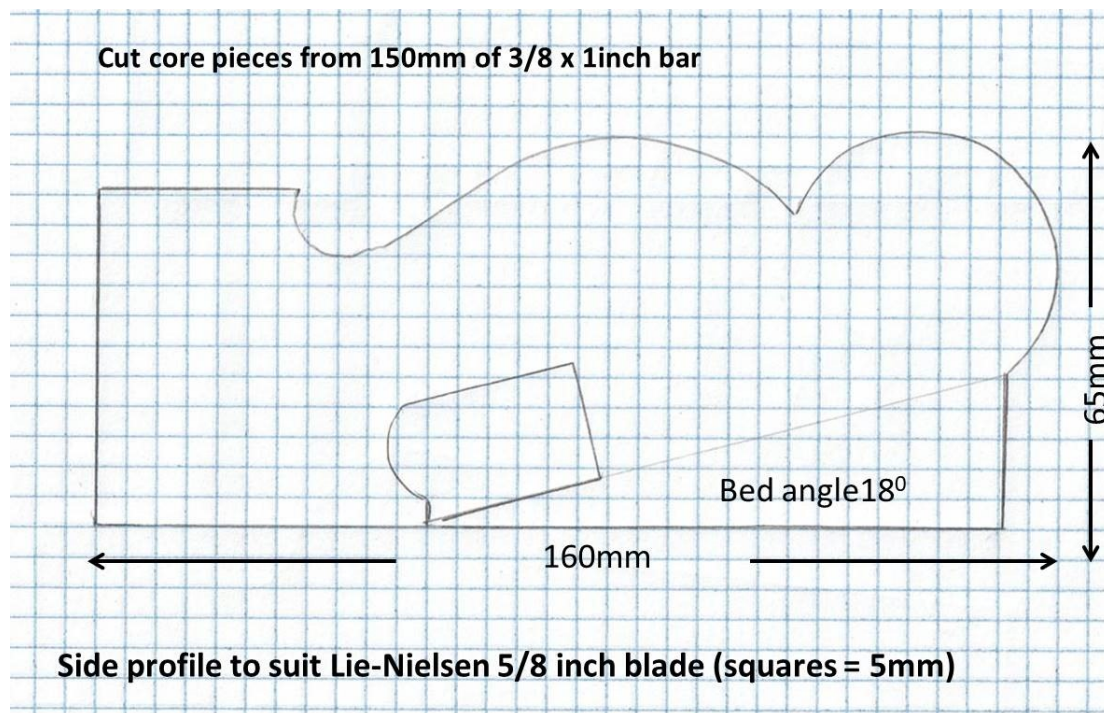 Cut core pieces from 150mm of 3/8 x 1inch bar
65mm
Bed angle18⁰
160mm
Side profile to suit Lie-Nielsen 5/8 inch blade (squares = 5mm)